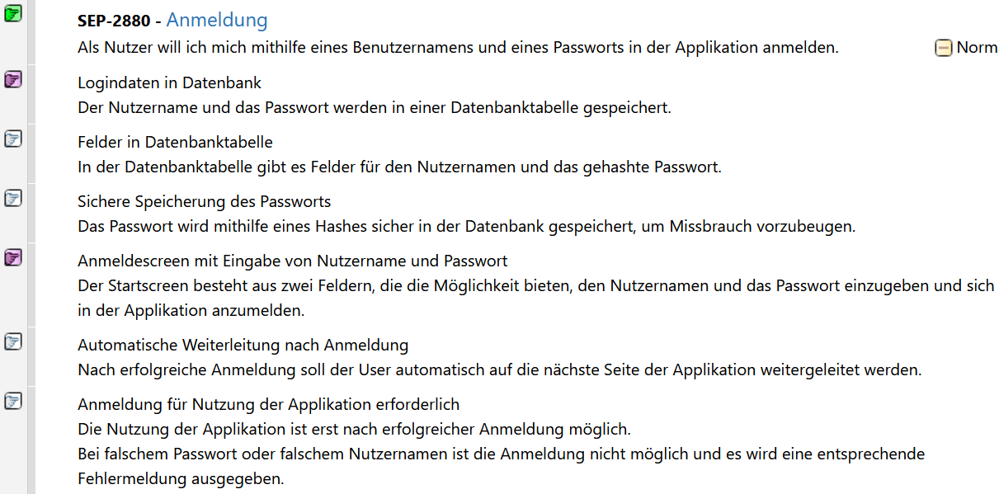 SEP-2880 - Anmeldung
Als Nutzer will ich mich mithilfe eines Benutzernamens und eines Passworts in der Applikation anmelden. Norm
Logindaten in Datenbank
Der Nutzername und das Passwort werden in einer Datenbanktabelle gespeichert.
Felder in Datenbanktabelle
In der Datenbanktabelle gibt es Felder für den Nutzernamen und das gehashte Passwort.
Sichere Speicherung des Passworts
Das Passwort wird mithilfe eines Hashes sicher in der Datenbank gespeichert, um Missbrauch vorzubeugen.
Anmeldescreen mit Eingabe von Nutzername und Passwort
Der Startscreen besteht aus zwei Feldern, die die Möglichkeit bieten, den Nutzernamen und das Passwort einzugeben und sich
in der Applikation anzumelden.
Automatische Weiterleitung nach Anmeldung
Nach erfolgreiche Anmeldung soll der User automatisch auf die nächste Seite der Applikation weitergeleitet werden.
Anmeldung für Nutzung der Applikation erforderlich
Die Nutzung der Applikation ist erst nach erfolgreicher Anmeldung möglich.
Bei falschem Passwort oder falschem Nutzernamen ist die Anmeldung nicht möglich und es wird eine entsprechende
Fehlermeldung ausgegeben.